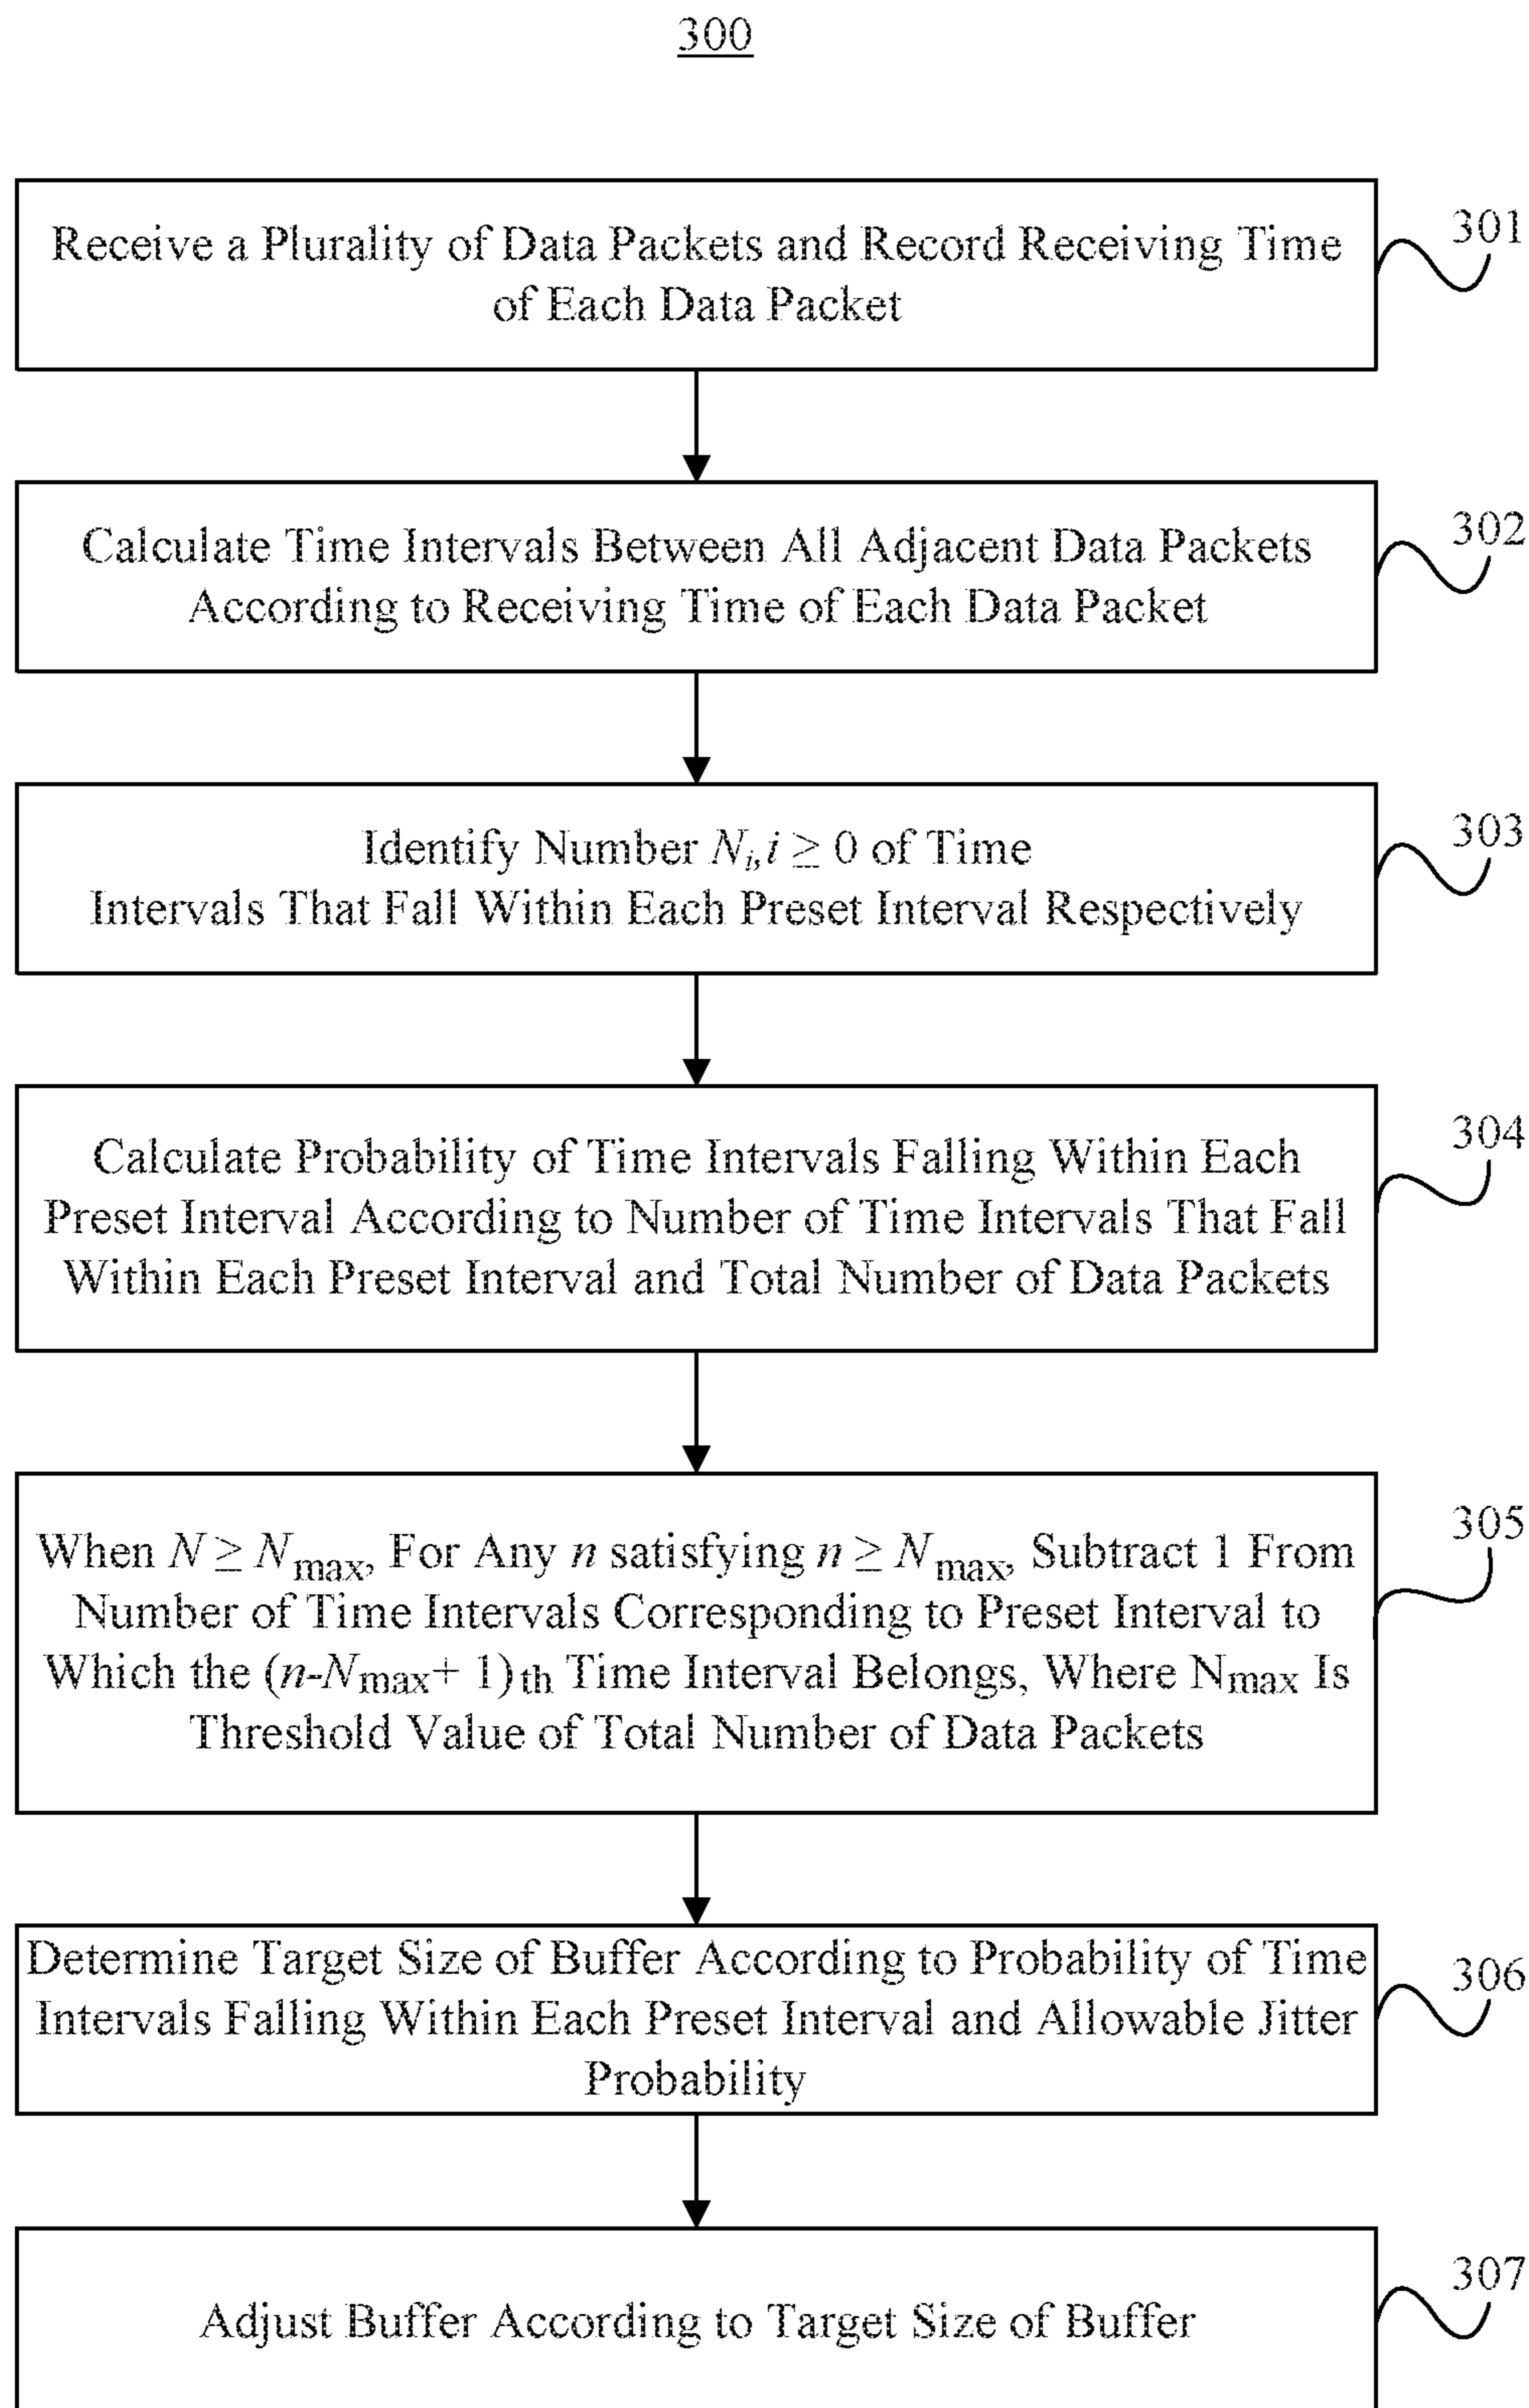 300
Receive a Plurality of Data Packets and Record Receiving Time
of Each Data Packet
301
Calculate Time Intervals Between All Adjacent Data Packets
According to Receiving Time of Each Data Packet
302
Identify Number Nᵢ, i ≥ 0 of Time
Intervals That Fall Within Each Preset Interval Respectively
303
Calculate Probability of Time Intervals Falling Within Each
Preset Interval According to Number of Time Intervals That Fall
Within Each Preset Interval and Total Number of Data Packets
304
When N ≥ Nmax, For Any n satisfying n ≥ Nmax, Subtract 1 From
Number of Time Intervals Corresponding to Preset Interval to
Which the (n-Nmax+ 1)th Time Interval Belongs, Where Nmax Is
Threshold Value of Total Number of Data Packets
305
Determine Target Size of Buffer According to Probability of Time
Intervals Falling Within Each Preset Interval and Allowable Jitter
Probability
306
Adjust Buffer According to Target Size of Buffer
307